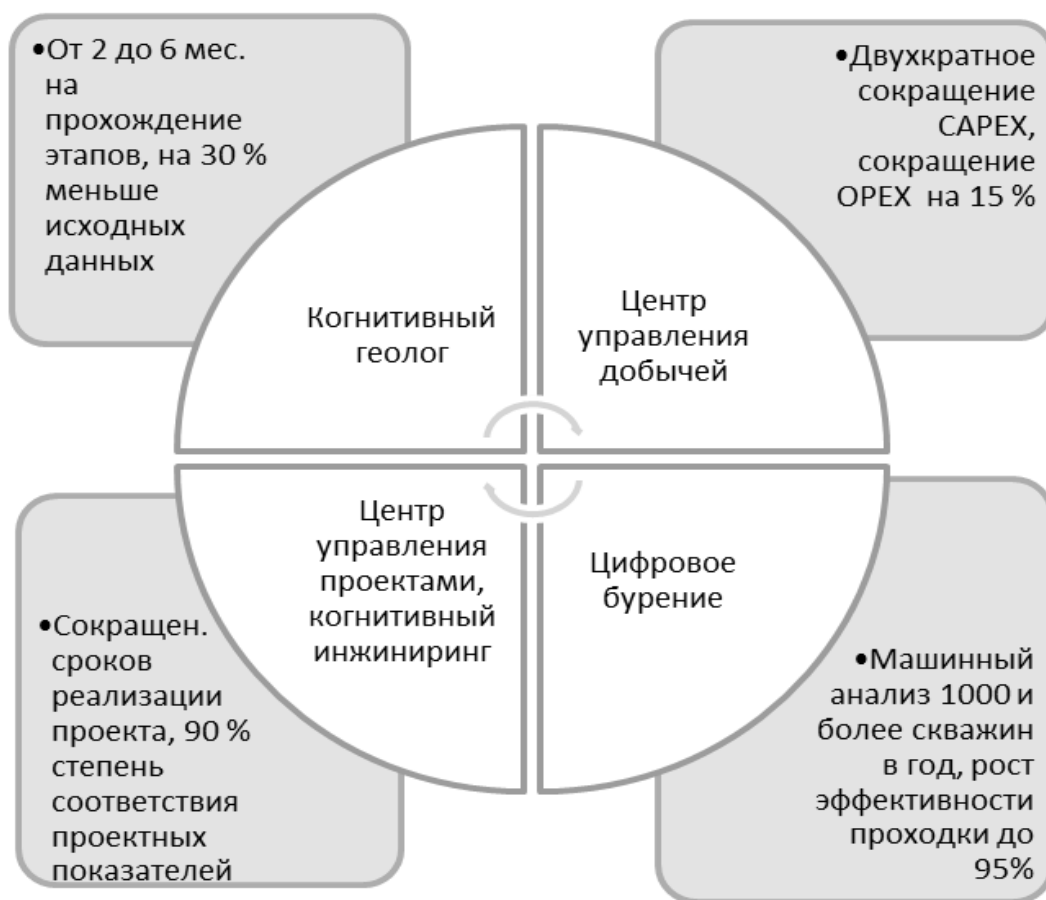 •От 2 до 6 мес.
на
прохождение
этапов, на 30 %
меньше
исходных
данных
•Двухкратное
сокращение
CAPEX,
сокращение
OPEX на 15 %
Когнитивный
геолог
Центр
управления
добычей
Центр
управления
проектами,
когнитивный
инжиниринг
Цифровое
бурение
•Сокращен.
сроков
реализации
проекта, 90 %
степень
соответствия
проектных
показателей
•Машинный
анализ 1000 и
более скважин
в год, рост
эффективности
проходки до
95%